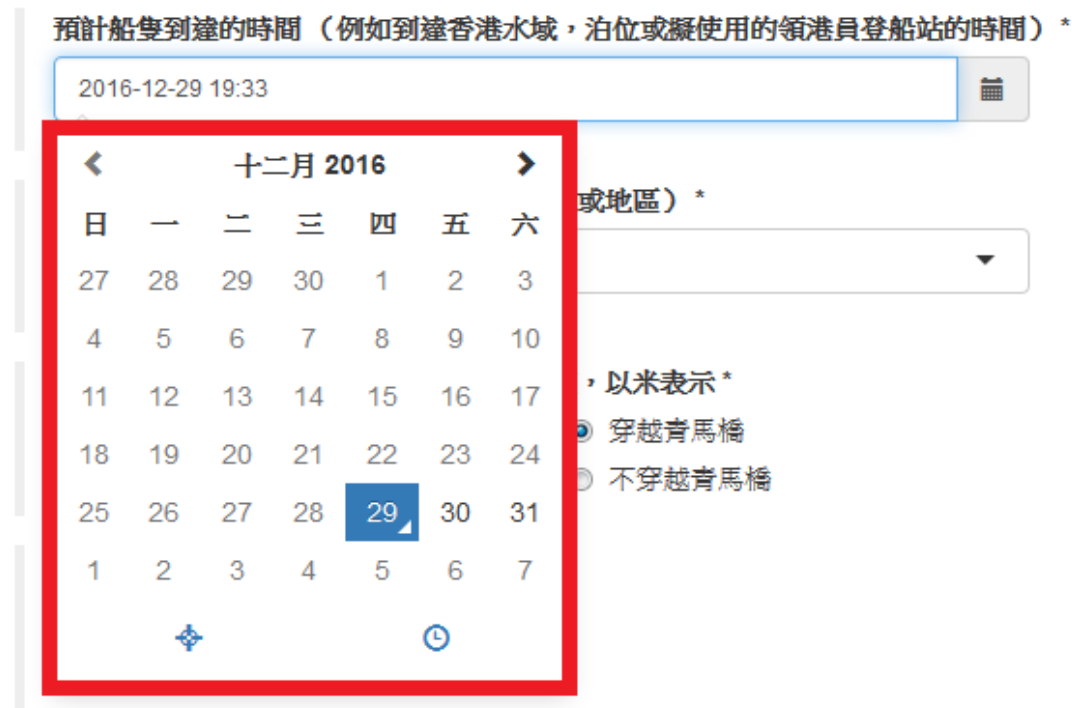 預計船隻到達的時間 （例如到達香港水域，泊位或擬使用的領港員登船站的時間）*
2016-12-29 19:33
十二月 2016
日 一 二 三 四 五 六
27 28 29 30 1 2 3
4 5 6 7 8 9 10
11 12 13 14 15 16 17
18 19 20 21 22 23 24
25 26 27 28 29 30 31
1 2 3 4 5 6 7
或地區）*
，以米表示 *
穿越青馬橋
不穿越青馬橋